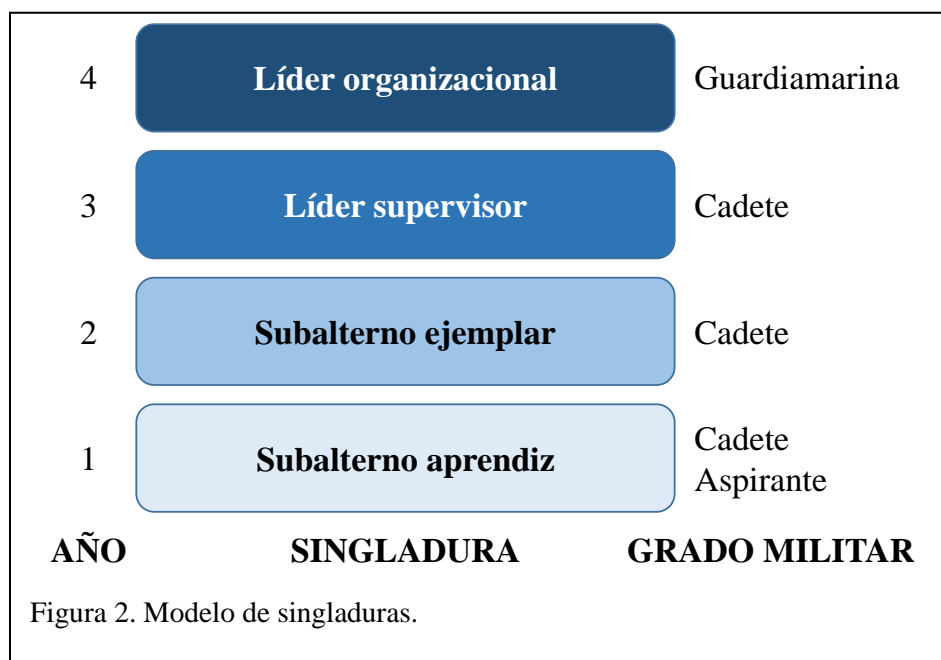 4 Líder organizacional Guardiamarina
3 Líder supervisor Cadete
2 Subalterno ejemplar Cadete
1 Subalterno aprendiz Cadete
Aspirante
AÑO SINGLADURA GRADO MILITAR
Figura 2. Modelo de singladuras.